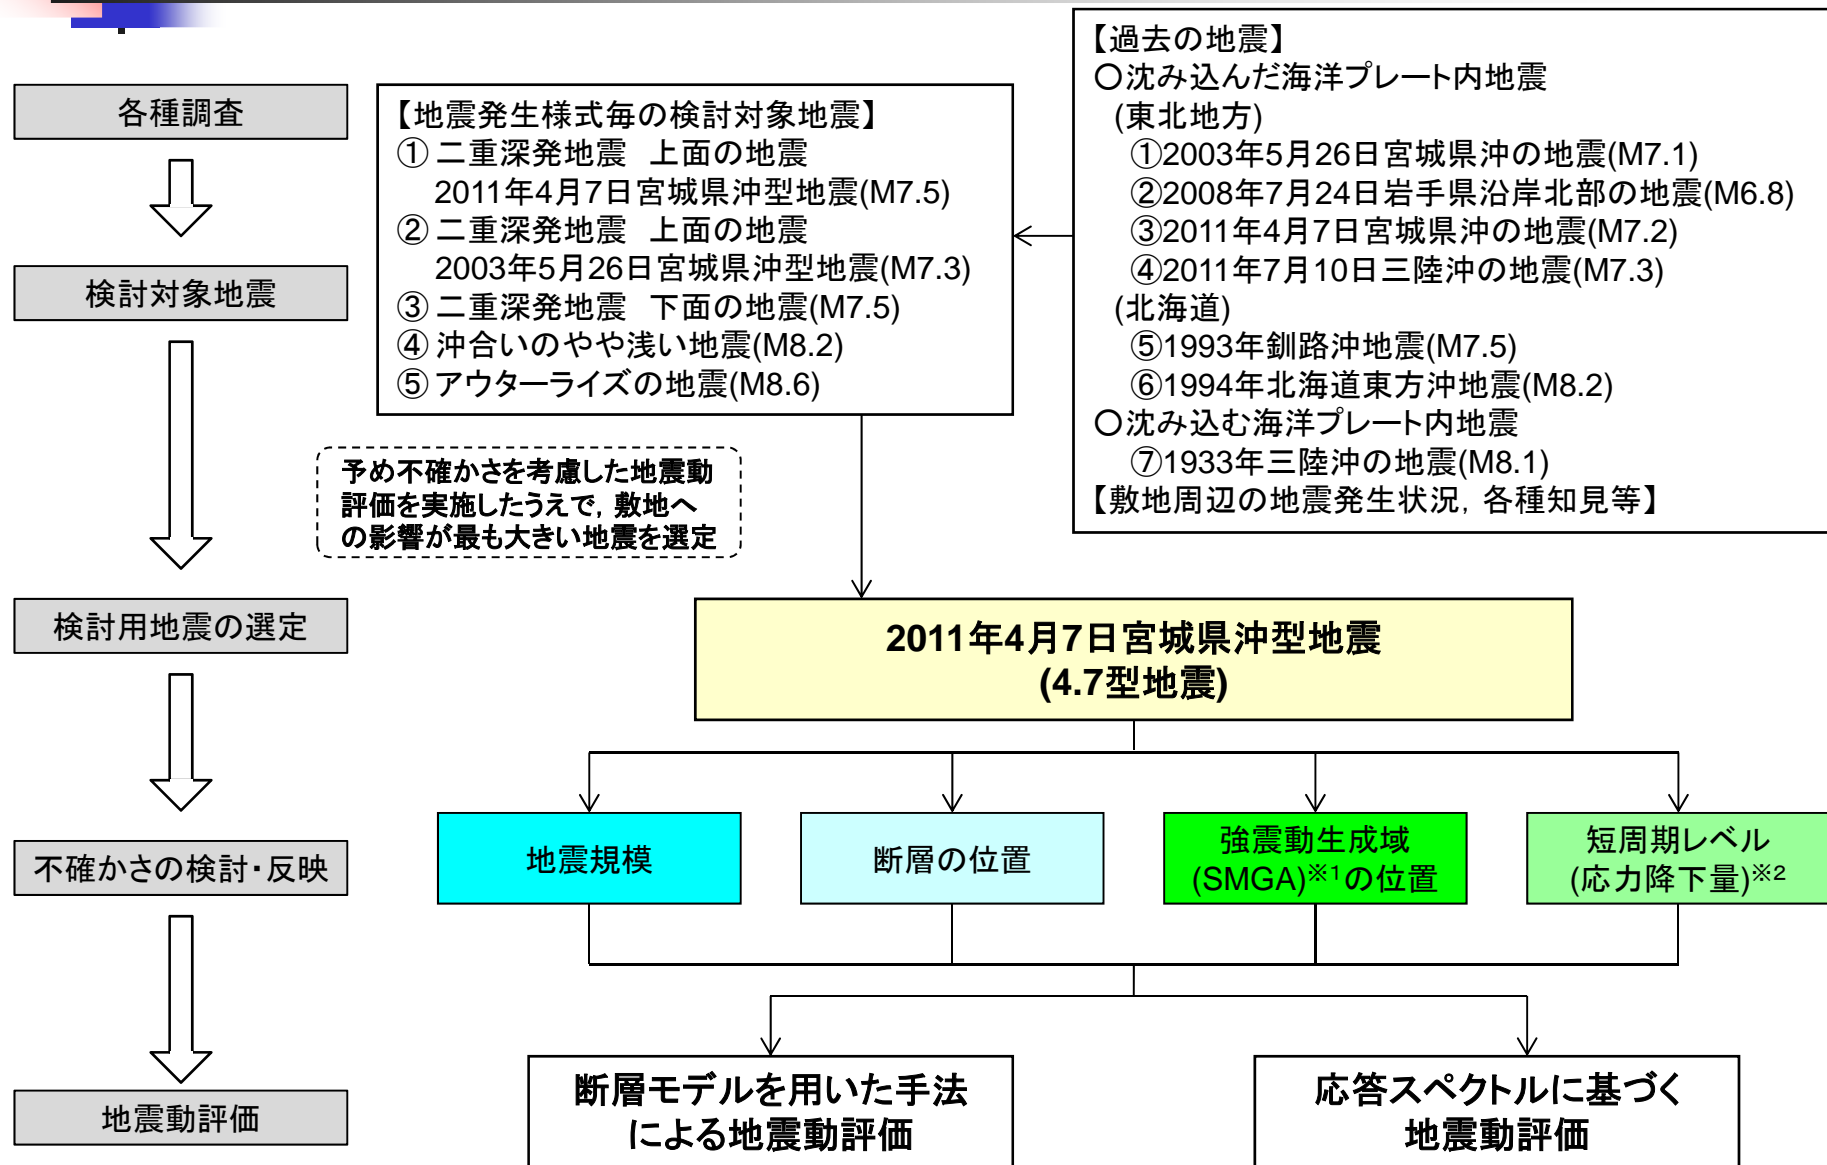 各種調査
検討対象地震
検討用地震の選定
不確かさの検討・反映
地震動評価
【地震発生様式毎の検討対象地震】
① 二重深発地震 上面の地震
2011年4月7日宮城県沖型地震(M7.5)
② 二重深発地震 上面の地震
2003年5月26日宮城県沖型地震(M7.3)
③ 二重深発地震 下面の地震(M7.5)
④ 沖合いのやや浅い地震(M8.2)
⑤ アウターライズの地震(M8.6)
【過去の地震】
○沈み込んだ海洋プレート内地震
(東北地方)
①2003年5月26日宮城県沖の地震(M7.1)
②2008年7月24日岩手県沿岸北部の地震(M6.8)
③2011年4月7日宮城県沖の地震(M7.2)
④2011年7月10日三陸沖の地震(M7.3)
(北海道)
⑤1993年釧路沖地震(M7.5)
⑥1994年北海道東方沖地震(M8.2)
○沈み込む海洋プレート内地震
⑦1933年三陸沖の地震(M8.1)
【敷地周辺の地震発生状況，各種知見等】
予め不確かさを考慮した地震動
評価を実施したうえで，敷地へ
の影響が最も大きい地震を選定
2011年4月7日宮城県沖型地震
(4.7型地震)
地震規模
断層の位置
強震動生成域
(SMGA)※1の位置
短周期レベル
(応力降下量)※2
断層モデルを用いた手法
による地震動評価
応答スペクトルに基づく
地震動評価